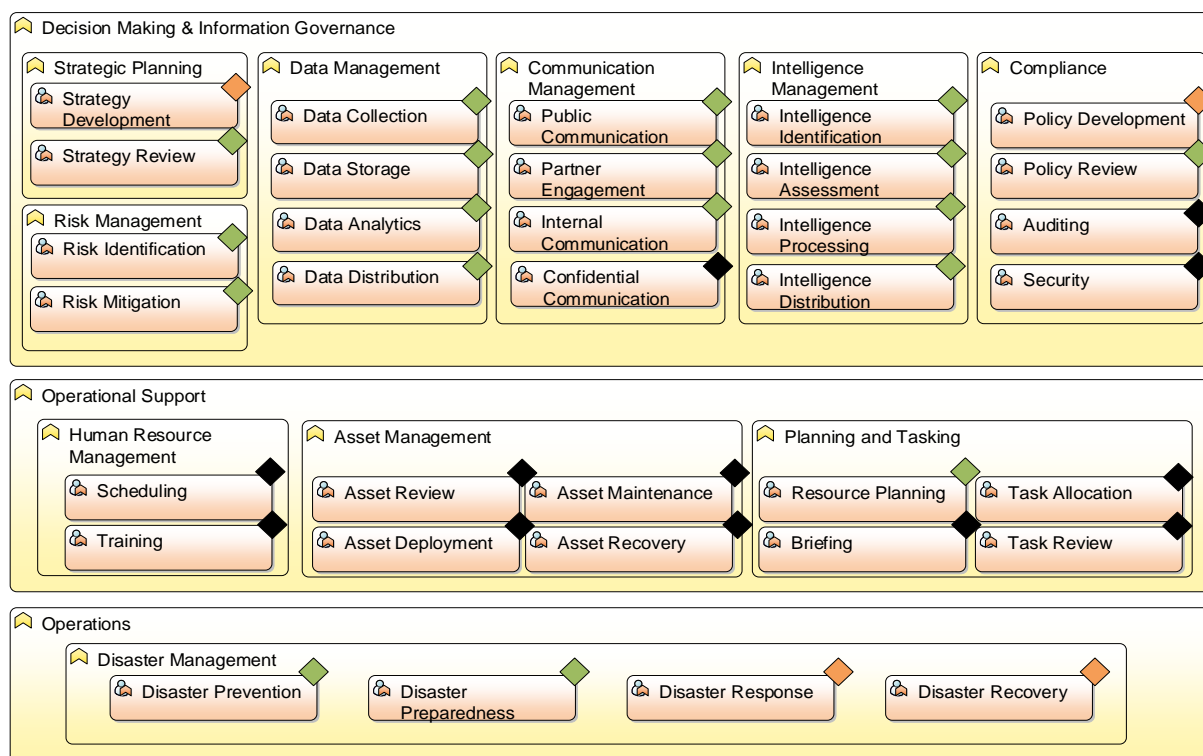 Decision Making & Information Governance
Strategic Planning
Strategy
Development
Strategy Review
Risk Management
Risk Identification
Risk Mitigation
Data Management
Data Collection
Data Storage
Data Analytics
Data Distribution
Communication
Management
Public
Communication
Partner
Engagement
Internal
Communication
Confidential
Communication
Intelligence
Management
Intelligence
Identification
Intelligence
Assessment
Intelligence
Processing
Intelligence
Distribution
Compliance
Policy Development
Policy Review
Auditing
Security
Operational Support
Human Resource
Management
Scheduling
Training
Asset Management
Asset Review
Asset Maintenance
Asset Deployment
Asset Recovery
Planning and Tasking
Resource Planning
Task Allocation
Briefing
Task Review
Operations
Disaster Management
Disaster Prevention
Disaster
Preparedness
Disaster Response
Disaster Recovery